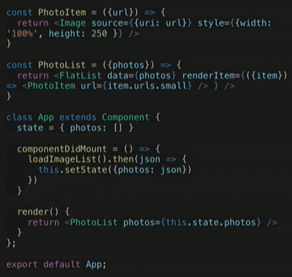 const PhotoItem = ({url}) => {
return <Image source={{uri: url}} style={{width:
'100%', height: 250 }} />
}
const PhotoList = ({photos}) => {
return <FlatList data={photos} renderItem={({item})
=> <PhotoItem url={item.urls.small} /> } />
}
class App extends Component {
state = { photos: [] }
componentDidMount = () => {
loadImageList().then(json => {
this.setState({photos: json})
})
}
render() {
return <PhotoList photos={this.state.photos} />
}
};
export default App;